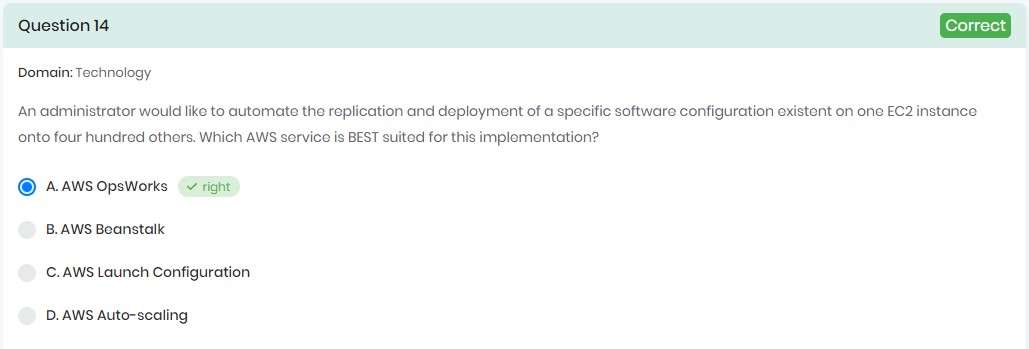 Question 14
Correct
Domain: Technology
An administrator would like to automate the replication and deployment of a specific software configuration existent on one EC2 instance
onto four hundred others. Which AWS service is BEST suited for this implementation?
A. AWS OpsWorks
right
B. AWS Beanstalk
C. AWS Launch Configuration
D. AWS Auto-scaling